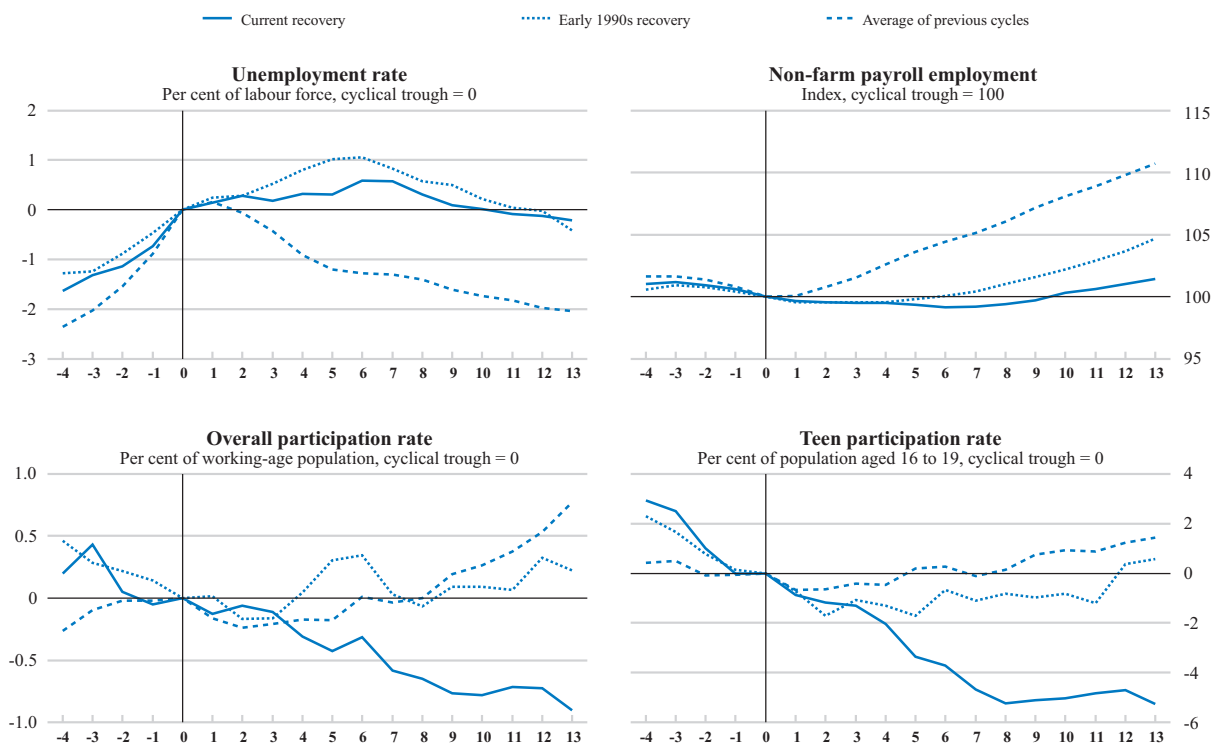 Current recovery
Early 1990s recovery
Average of previous cycles
Unemployment rate
Per cent of labour force, cyclical trough = 0
2
1
0
-1
-2
-3
-4 -3 -2 -1 0 1 2 3 4 5 6 7 8 9 10 11 12 13
Non-farm payroll employment
Index, cyclical trough = 100
115
110
105
100
95
-4 -3 -2 -1 0 1 2 3 4 5 6 7 8 9 10 11 12 13
Overall participation rate
Per cent of working-age population, cyclical trough = 0
1.0
0.5
0
-0.5
-1.0
-4 -3 -2 -1 0 1 2 3 4 5 6 7 8 9 10 11 12 13
Teen participation rate
Per cent of population aged 16 to 19, cyclical trough = 0
4
2
0
-2
-4
-6
-4 -3 -2 -1 0 1 2 3 4 5 6 7 8 9 10 11 12 13